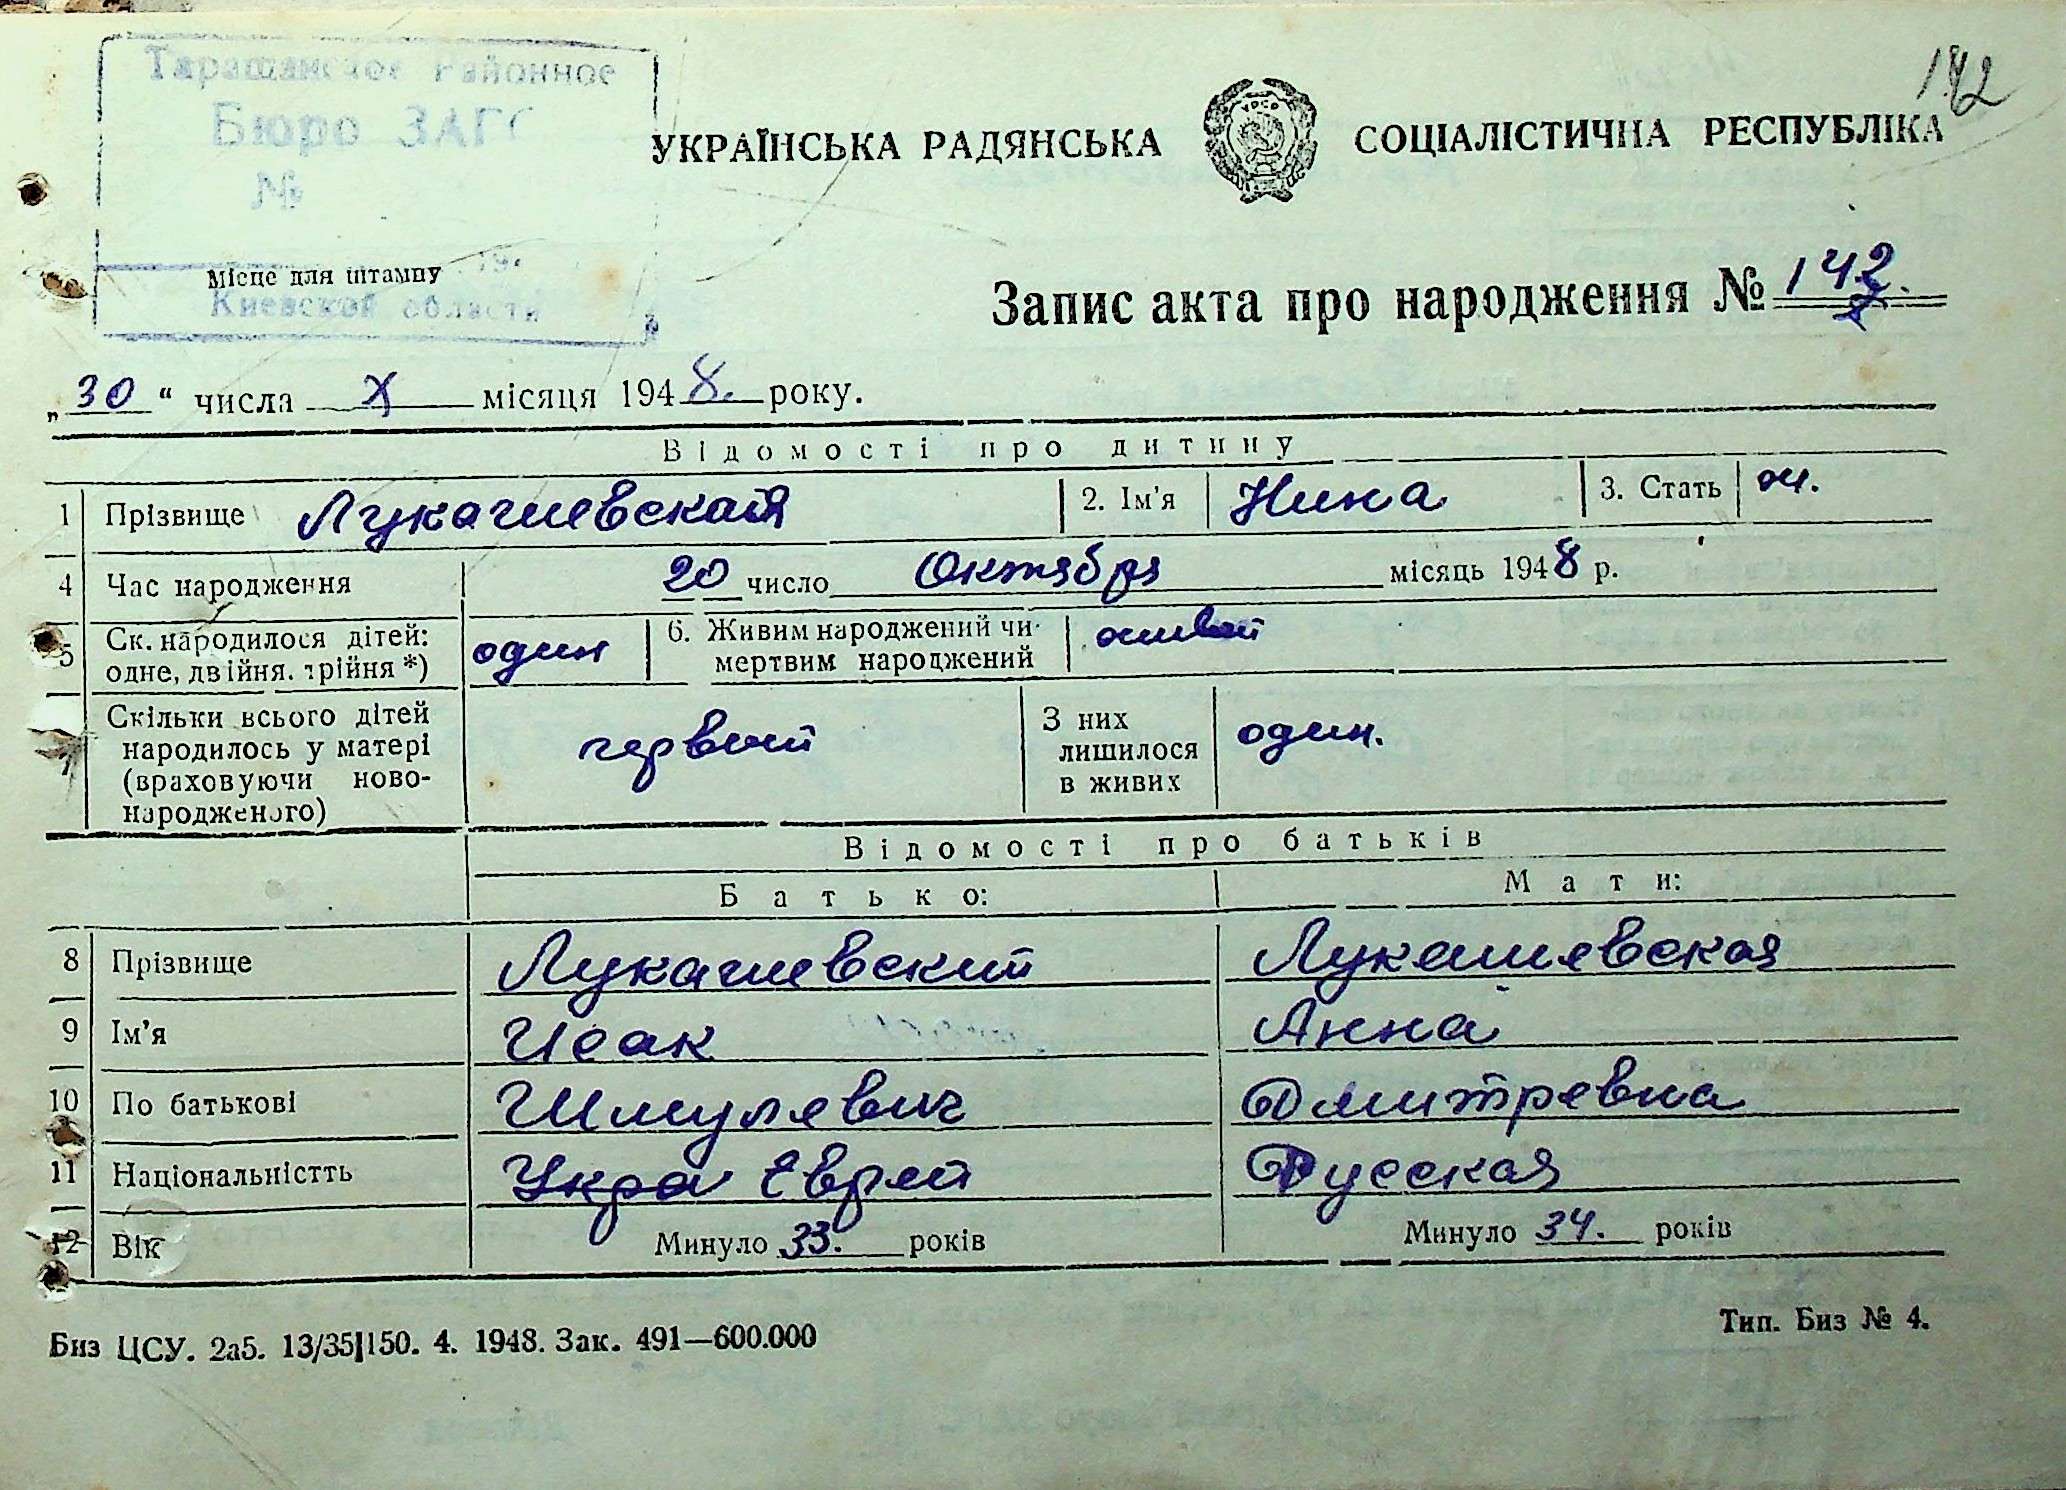 142
Таращанское Районное
Бюро ЗАГС
№
Місце для штампу
Киевской области
УКРАЇНСЬКА РАДЯНСЬКА СОЦІАЛІСТИЧНА РЕСПУБЛІКА
УРСР
Запис акта про народження № 142.
„30“ числа X місяця 1948. року.
Відомості про дитину
1 Прізвище Лукашевская 2. Ім'я Нина 3. Стать ж.
4 Час народження 20 число Октября місяць 1948 р.
5 Ск. народилося дітей: одне, двійня. трійня *) один 6. Живим народжений чи мертвим народжений живой
7 Скільки всього дітей народилось у матері (враховуючи ново-народженого) первый З них лишилося в живих один.
Відомості про батьків
Батько: Мати:
8 Прізвище Лукашевский Лукашевская
9 Ім'я Исак Анна
10 По батькові Шмулевич Дмитревна
11 Національністть Укра Еврей Русская
12 Вік Минуло 33. років Минуло 34. років
Биз ЦСУ. 2а5. 13/35|150. 4. 1948. Зак. 491—600.000 Тип. Биз № 4.